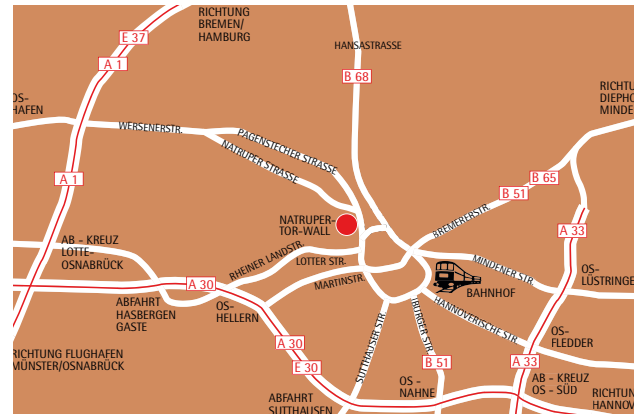 RICHTUNG
BREMEN/
HAMBURG
E 37
A 1
HANSASTRASSE
B 68
OS-
HAFEN
RICHTU
DIEPHO
MINDE
WERSENERSTR.
PAGENSTECHER STRASSE
NATRUPER STRASSE
A 1
B 65
B 51
NATRUPER-
TOR-WALL
BREMERERSTR.
A 33
AB - KREUZ
LOTTE-
OSNABRÜCK
RHEINER LANDSTR.
LOTTER STR.
MARTINSTR.
MINDENER STR.
OS-
LÜSTRINGE
BAHNHOF
A 30
ABFAHRT
HASBERGEN
GASTE
OS-
HELLERN
HANNOVERISCHE STR.
SUTTHAUSER STR.
IBURGER STR.
OS-
FLEDDER
A 30
E 30
B 51
A 33
RICHTUNG FLUGHAFEN
MÜNSTER/OSNABRÜCK
OS -
NAHNE
AB - KREUZ
OS - SÜD
RICHTUNG
HANNOV
ABFAHRT
SUTTHAUSEN